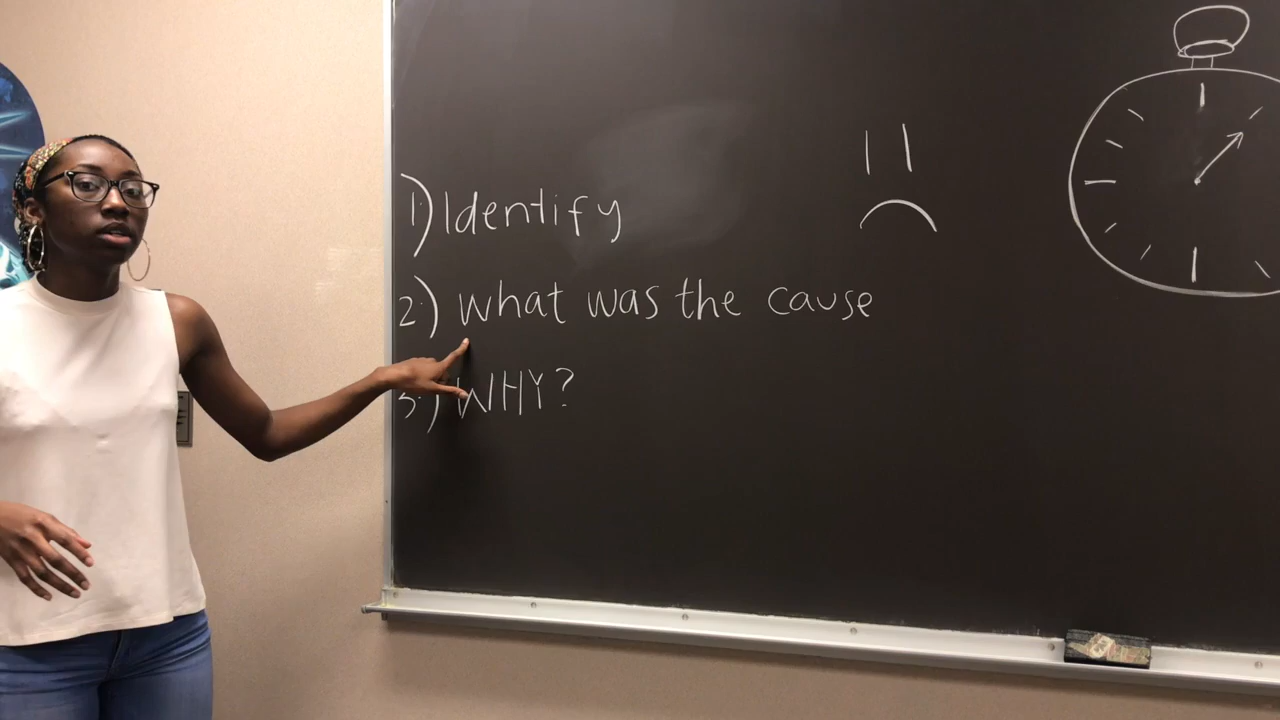 1.) Identify
2.) What was the cause
3.) WHY?